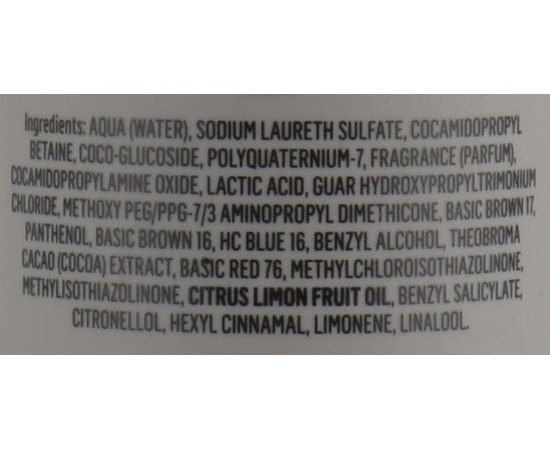 Ingredients: AQUA (WATER), SODIUM LAURETH SULFATE, COCAMIDOPROPYL
BETAINE, COCO-GLUCOSIDE, POLYQUATERNIUM-7, FRAGRANCE (PARFUM),
COCAMIDOPROPYLAMINE OXIDE, LACTIC ACID, GUAR HYDROXYPROPYLTRIMONIUM
CHLORIDE, METHOXY PEG/PPG-7/3 AMINOPROPYL DIMETHICONE, BASIC BROWN 17,
PANTHENOL, BASIC BROWN 16, HC BLUE 16, BENZYL ALCOHOL, THEOBROMA
CACAO (COCOA) EXTRACT, BASIC RED 76, METHYLCHLOROISOTHIAZOLINONE,
METHYLISOTHIAZOLINONE, CITRUS LIMON FRUIT OIL, BENZYL SALICYLATE,
CITRONELLOL, HEXYL CINNAMAL, LIMONENE, LINALOOL.